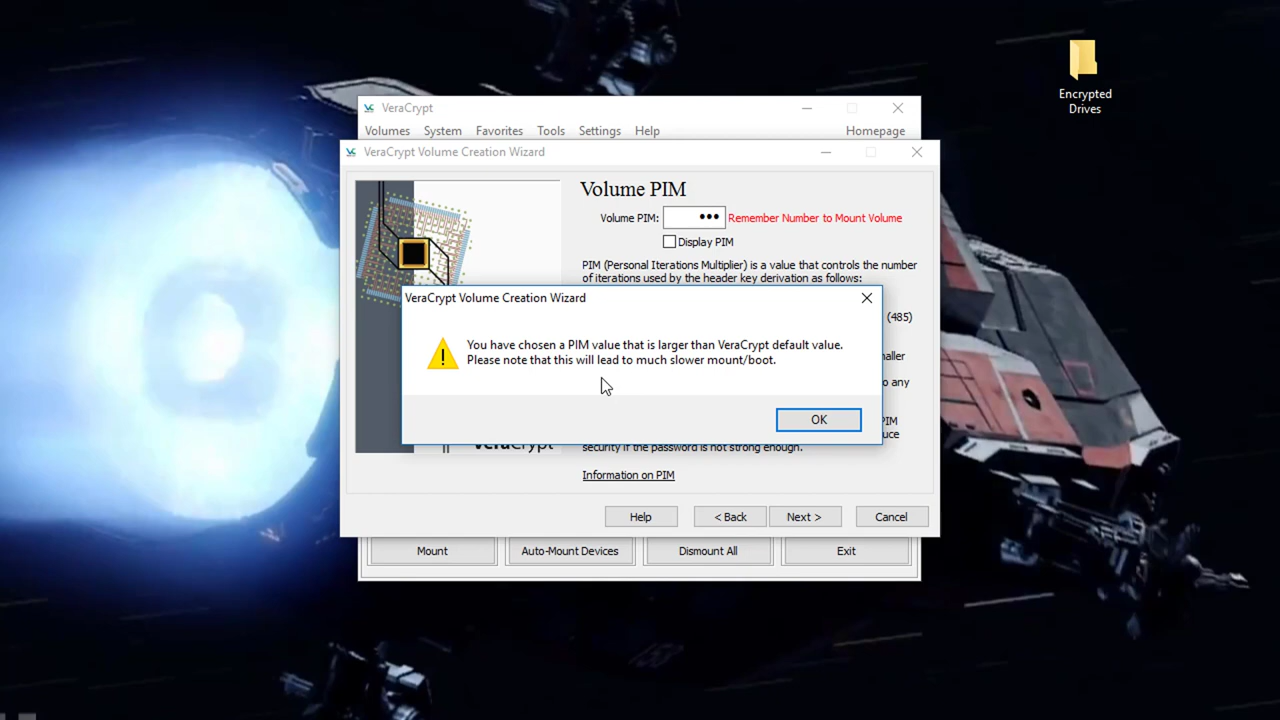 Encrypted
Drives
VeraCrypt
Volumes System Favorites Tools Settings Help Homepage
VeraCrypt Volume Creation Wizard
Volume PIM
Volume PIM: ••• Remember Number to Mount Volume
Display PIM
PIM (Personal Iterations Multiplier) is a value that controls the number
of iterations used by the header key derivation as follows:
VeraCrypt Volume Creation Wizard
(485)
You have chosen a PIM value that is larger than VeraCrypt default value.
Please note that this will lead to much slower mount/boot.
o any
OK
PIM
security if the password is not strong enough.
Information on PIM
Help < Back Next > Cancel
Mount Auto-Mount Devices Dismount All Exit